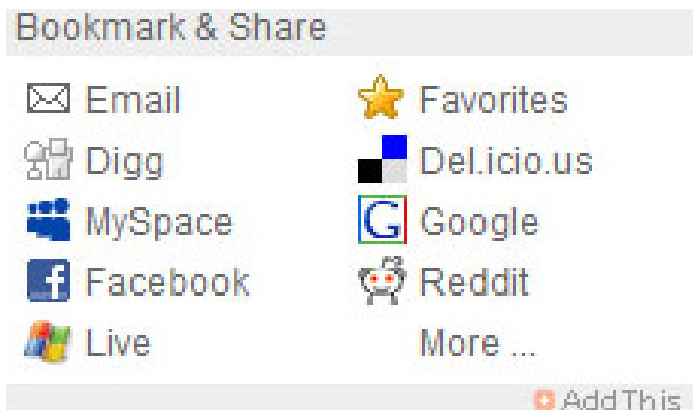 Bookmark & Share
Email Favorites
Digg Del.icio.us
MySpace Google
Facebook Reddit
Live More ...
AddThis